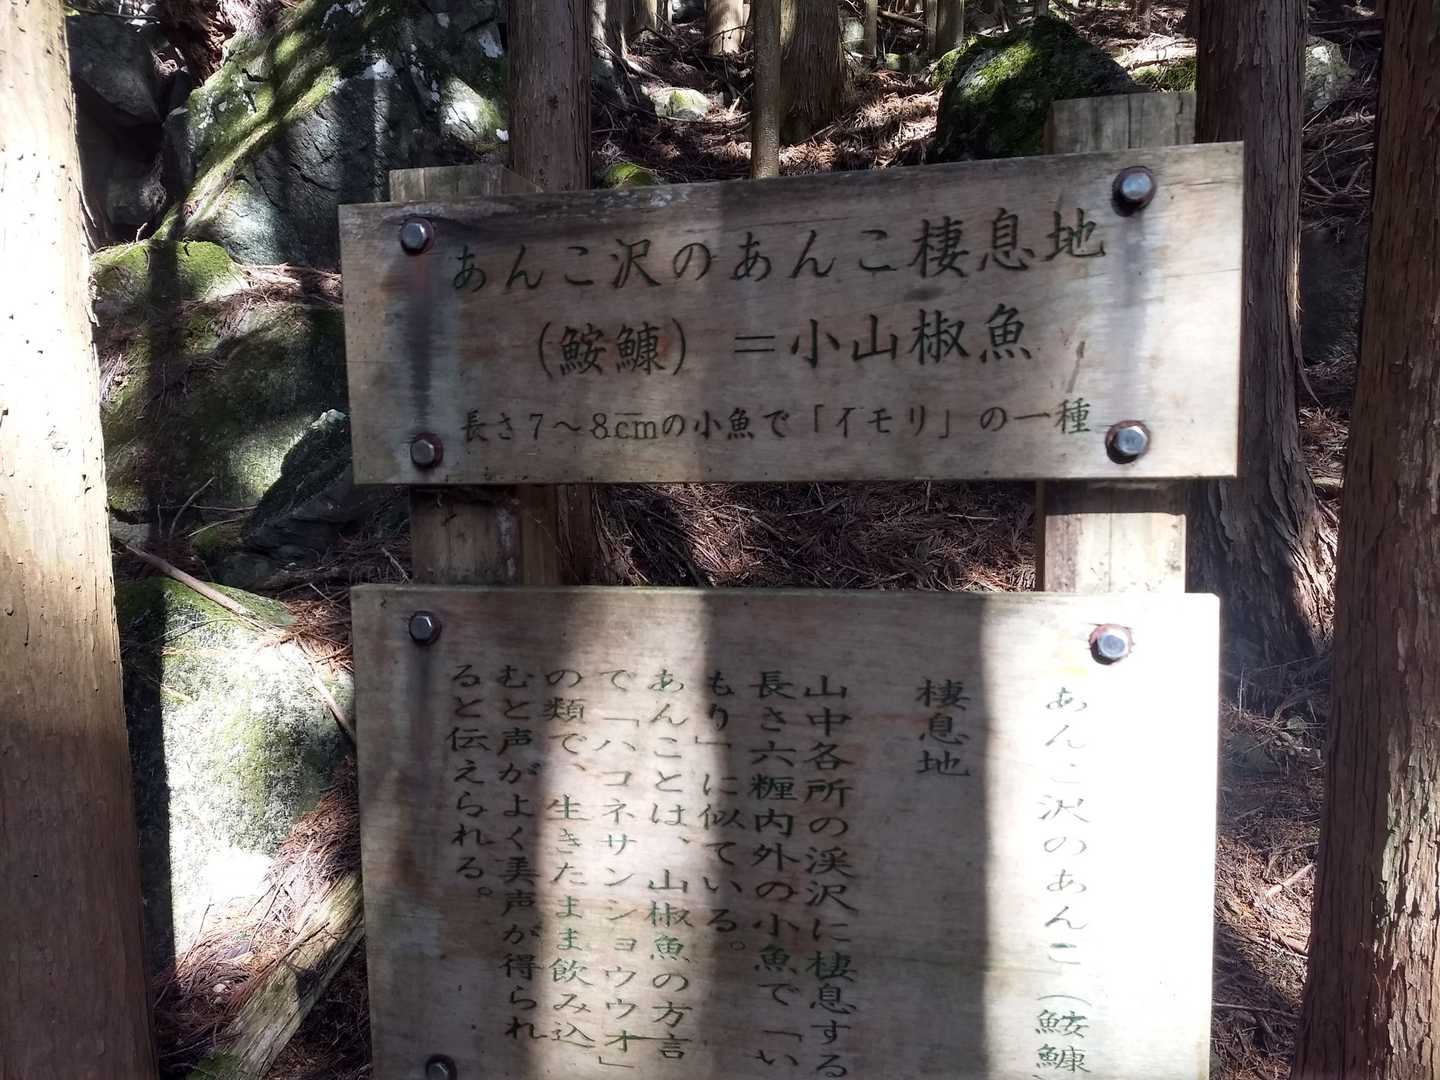 あんこ沢のあんこ棲息地
(鮟鱇)=小山椒魚
長さ7~8cmの小魚で「イモリ」の一種
あんこ沢のあんこ(鮟鱇
棲息地
山中各所の渓沢に棲息する
長さ六糎内外の小魚で「い
もり」に似ている。
あんことは、山椒魚の方言
で「ハコネサンショウウオ」
の類で、生きたまま飲み込
むと声がよく美声が得られ
ると伝えられる。